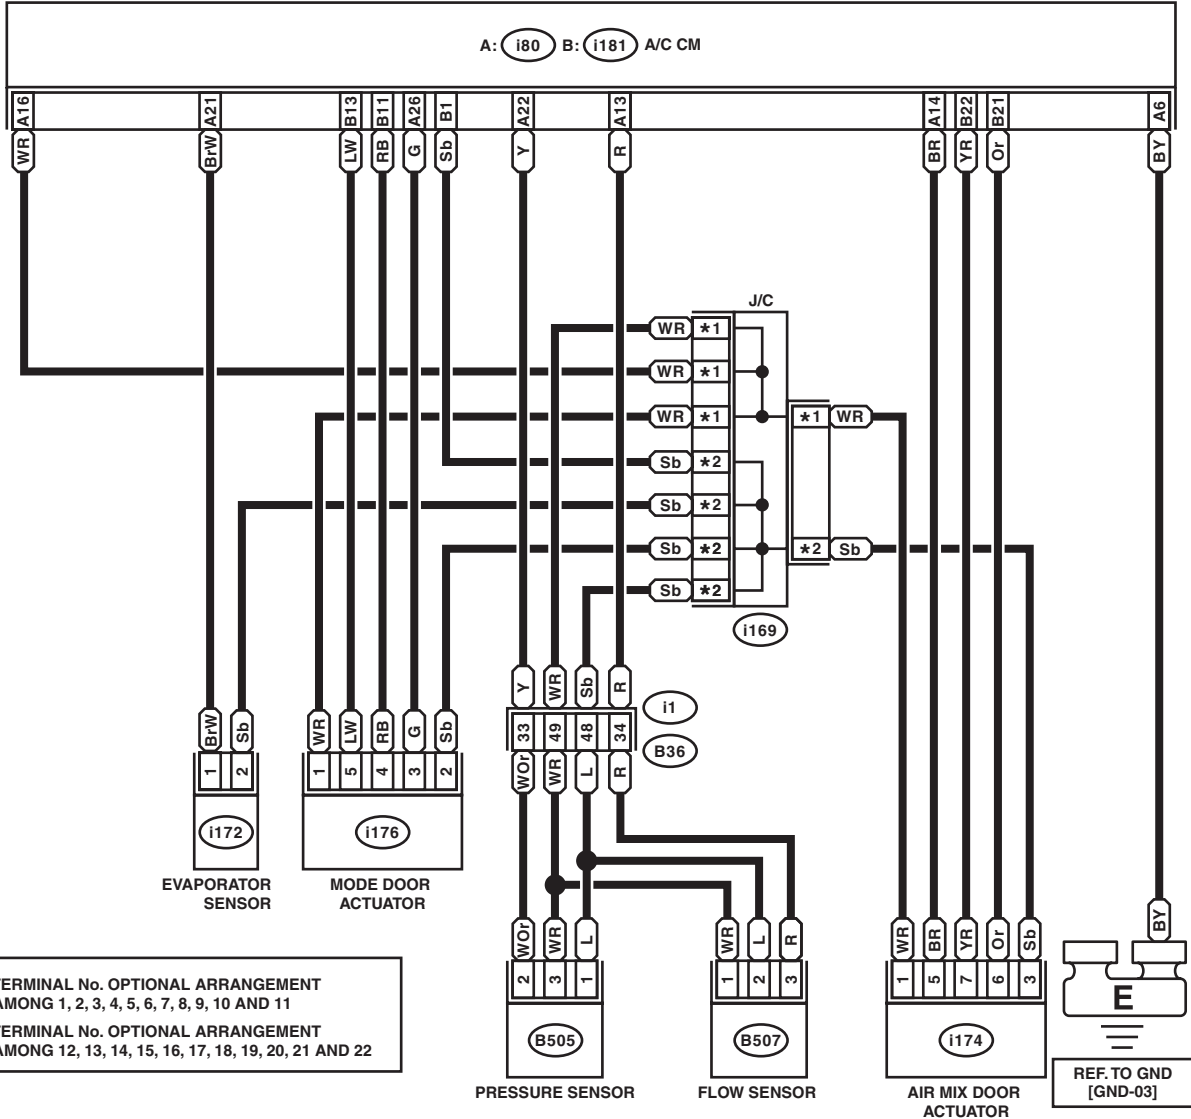 A: i80 B: i181 A/C CM
A16 A21 B13 B11 A26 B1 A22 A13 A14 B22 B21 A6
WR BrW LW RB G Sb Y R BR YR Or BY
J/C
WR *1
WR *1
WR *1 *1 WR
Sb *2
Sb *2
Sb *2 *2 Sb
Sb *2
i169
Y WR Sb R
i1
33 49 48 34
B36
WOr WR L R
BrW Sb WR LW RB G Sb
1 2 1 5 4 3 2
i172 i176
EVAPORATOR
SENSOR
MODE DOOR
ACTUATOR
WOr WR L WR L R WR BR YR Or Sb BY
2 3 1 1 2 3 1 5 7 6 3
E
B505 B507 i174
PRESSURE SENSOR FLOW SENSOR AIR MIX DOOR
ACTUATOR
REF. TO GND
[GND-03]
TERMINAL No. OPTIONAL ARRANGEMENT
AMONG 1, 2, 3, 4, 5, 6, 7, 8, 9, 10 AND 11
TERMINAL No. OPTIONAL ARRANGEMENT
AMONG 12, 13, 14, 15, 16, 17, 18, 19, 20, 21 AND 22